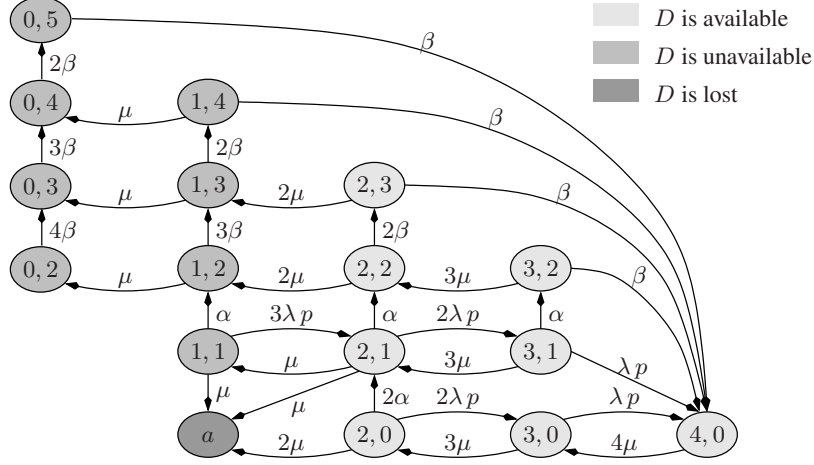 0, 5
D is available
β
2β
D is unavailable
0, 4
μ
1, 4
β
D is lost
3β
2β
0, 3
μ
1, 3
2μ
2, 3
β
4β
3β
2β
0, 2
μ
1, 2
2μ
2, 2
3μ
3, 2
β
α
3λ p
α
2λ p
α
1, 1
μ
2, 1
3μ
3, 1
λ p
μ
μ
2α
2λ p
λ p
a
2μ
2, 0
3μ
3, 0
4μ
4, 0